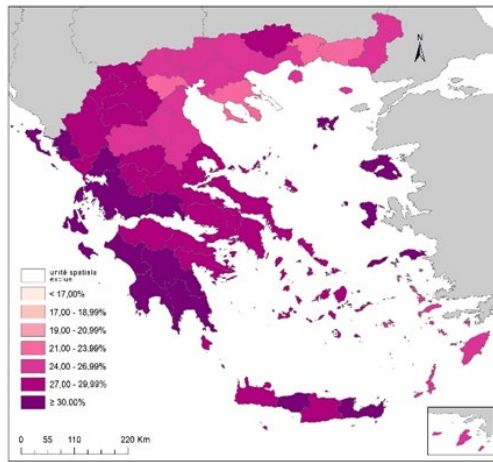 N
unité spatiale
exclue
< 17,00%
17,00 - 18,99%
19,00 - 20,99%
21,00 - 23,99%
24,00 - 26,99%
27,00 - 29,99%
≥ 30,00%
0 55 110 220 Km